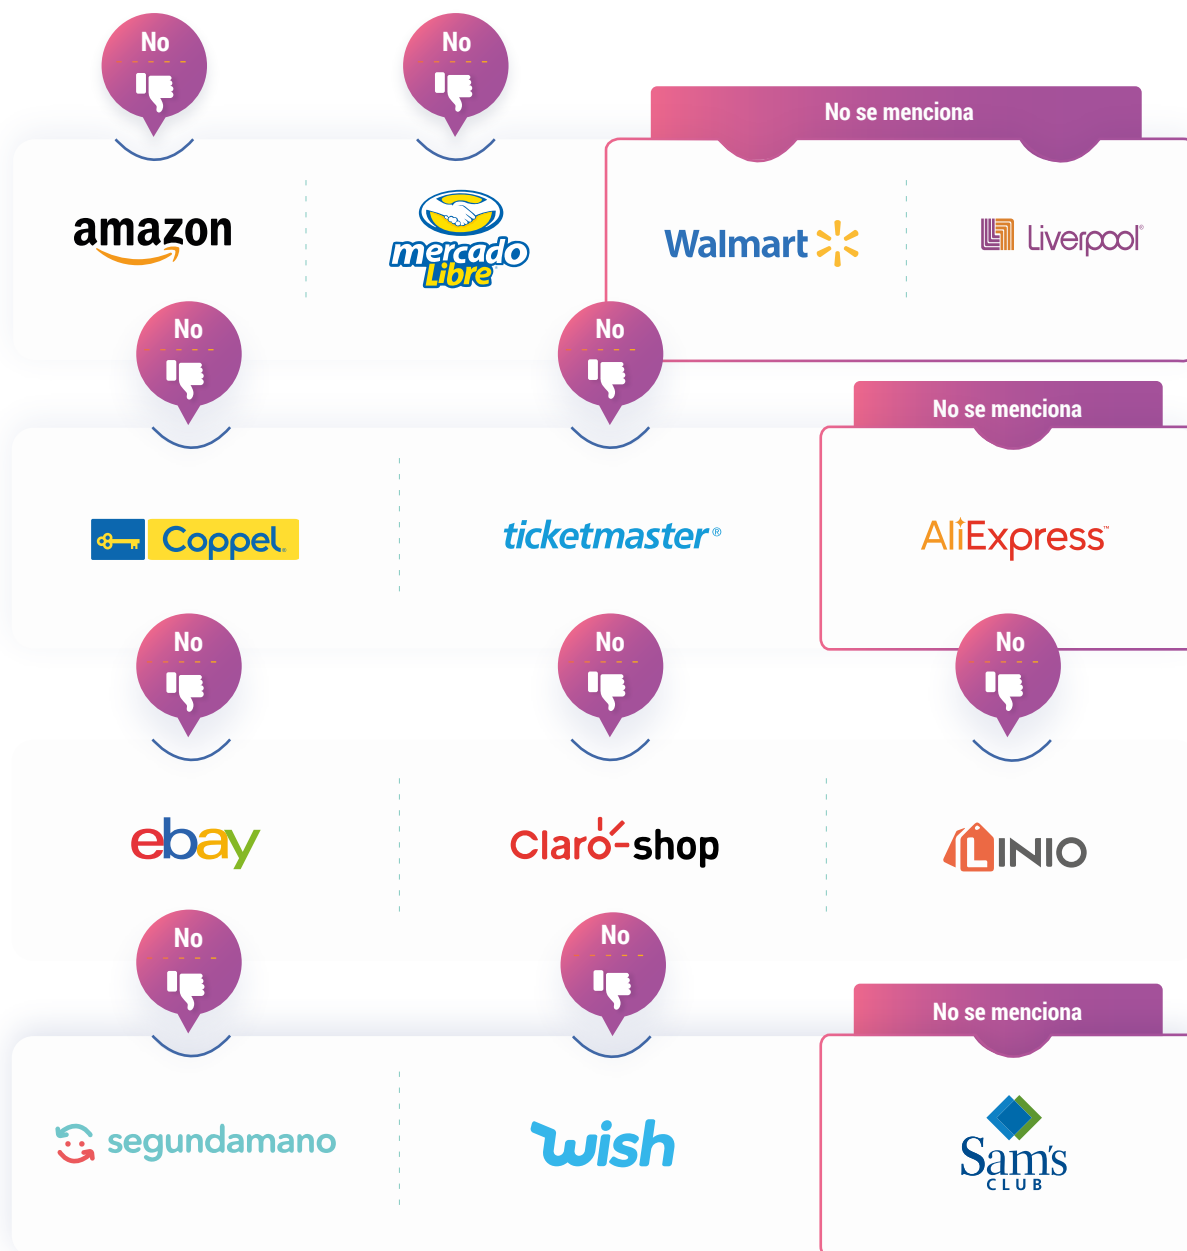 No
No
No se menciona
amazon
mercado
Libre
Walmart
Liverpool®
No
No
No se menciona
Coppel®
ticketmaster®
AliExpress™
No
No
No
ebay
Claro-shop
LINIO
No
No
No se menciona
segundamano
wish
Sam's
CLUB